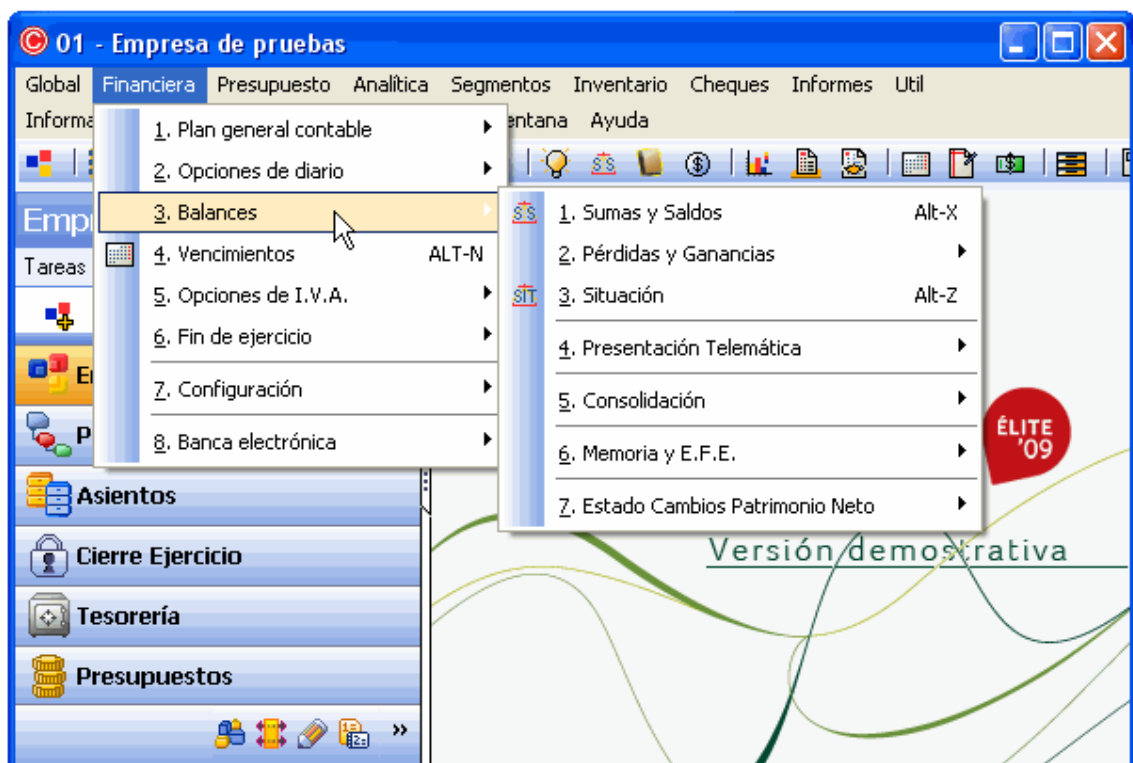 01 - Empresa de pruebas
Global Financiera Presupuesto Analítica Segmentos Inventario Cheques Informes Util
Ayuda
1. Plan general contable
2. Opciones de diario
3. Balances
4. Vencimientos ALT-N
5. Opciones de I.V.A.
6. Fin de ejercicio
7. Configuración
8. Banca electrónica
1. Sumas y Saldos Alt-X
2. Pérdidas y Ganancias
3. Situación Alt-Z
4. Presentación Telemática
5. Consolidación
6. Memoria y E.F.E.
7. Estado Cambios Patrimonio Neto
Tareas
Asientos
Cierre Ejercicio
Tesorería
Presupuestos
ÉLITE
'09
Versión demostrativa